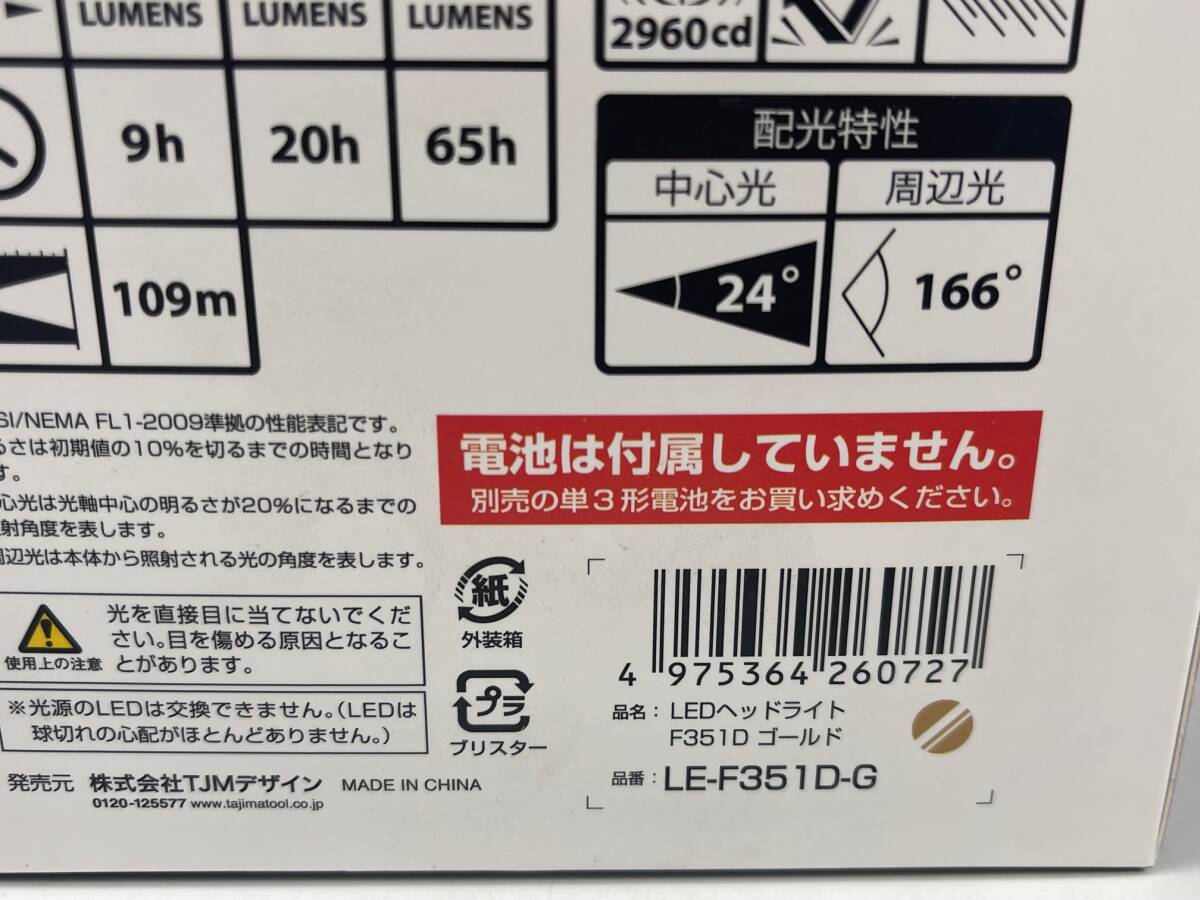 LUMENS LUMENS LUMENS
9h 20h 65h
109m
2960cd
配光特性
中心光 周辺光
24° 166°
SI/NEMA FL1-2009準拠の性能表記です。
るさは初期値の10%を切るまでの時間となり
す。
心光は光軸中心の明るさが20%になるまでの
射角度を表します。
周辺光は本体から照射される光の角度を表します。
電池は付属していません。
別売の単3形電池をお買い求めください。
使用上の注意
光を直接目に当てないでくだ
さい。目を傷める原因となるこ
とがあります。
※光源のLEDは交換できません。(LEDは
球切れの心配がほとんどありません。)
紙
外装箱
プラ
ブリスター
発売元 株式会社TJMデザイン MADE IN CHINA
0120-125577 www.tajimatool.co.jp
4 975364 260727
品名: LEDヘッドライト
F351D ゴールド
品番: LE-F351D-G